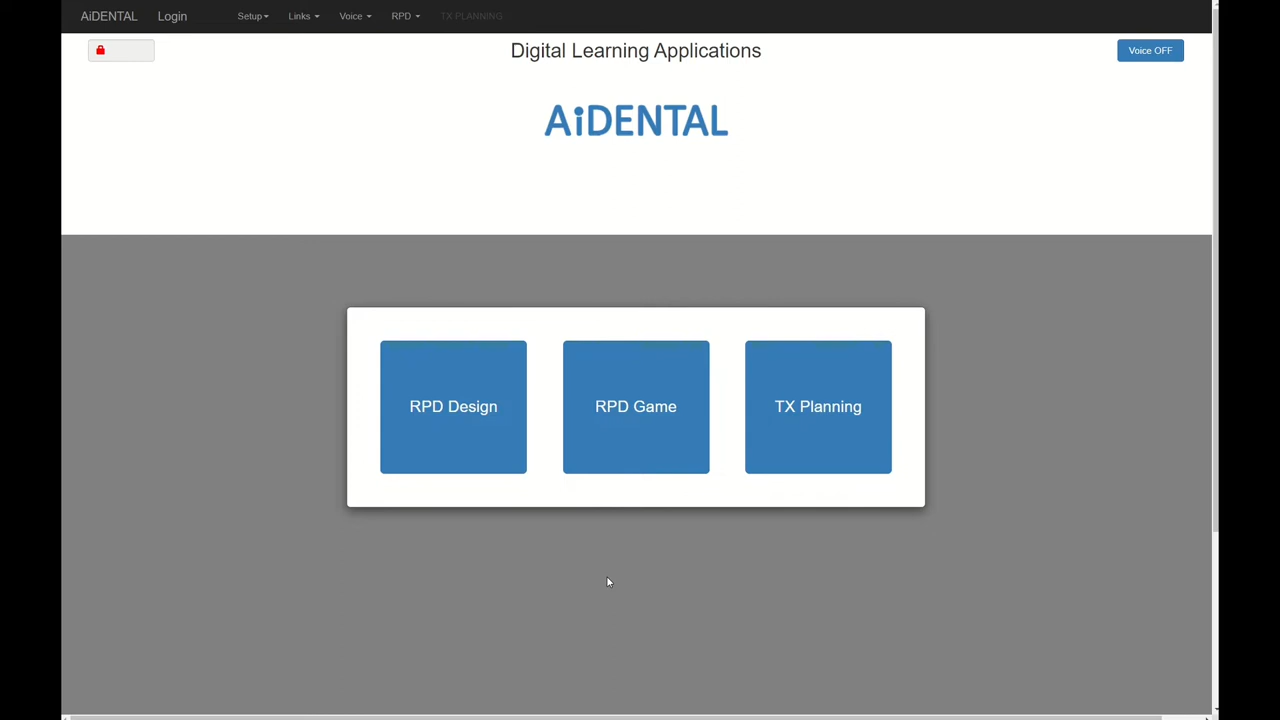 AiDENTAL Login Setup Links Voice RPD TX PLANNING
Digital Learning Applications
Voice OFF
AiDENTAL
RPD Design
RPD Game
TX Planning